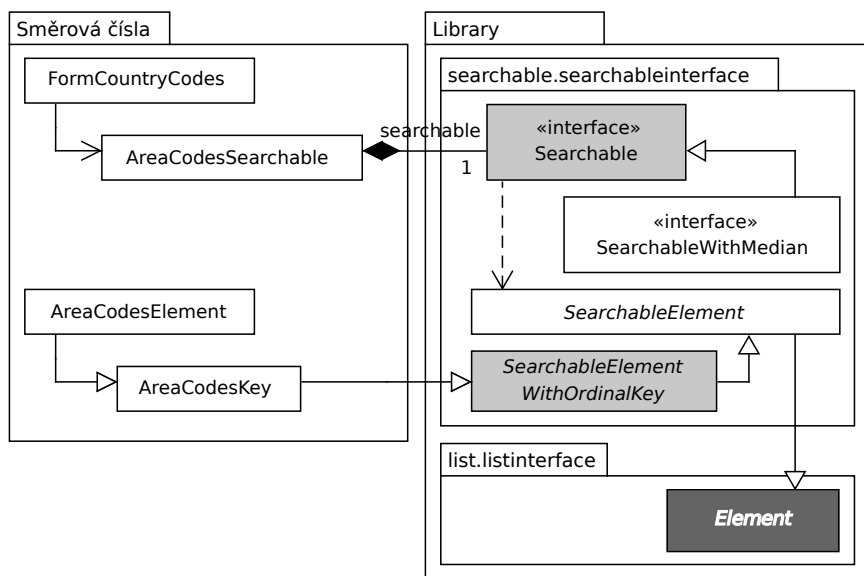 Směrová čísla
FormCountryCodes
AreaCodesSearchable
AreaCodesElement
AreaCodesKey
searchable
1
Library
searchable.searchableinterface
«interface»
Searchable
«interface»
SearchableWithMedian
SearchableElement
SearchableElement
WithOrdinalKey
list.listinterface
Element